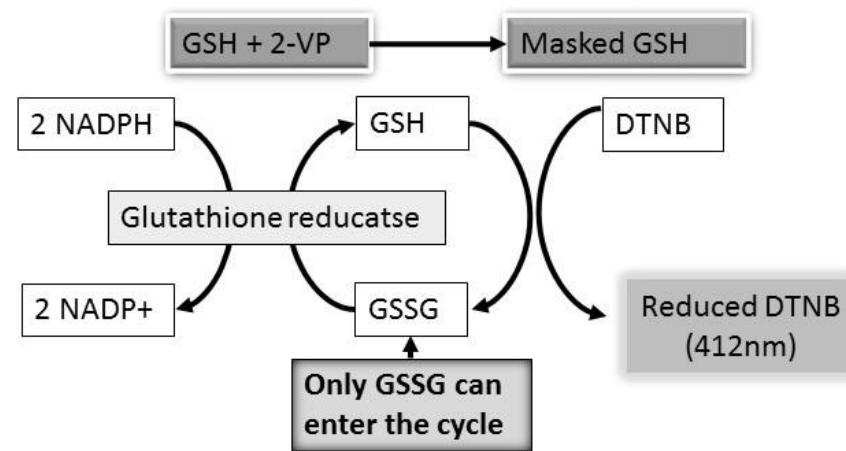 GSH + 2-VP
Masked GSH
2 NADPH
GSH
DTNB
Glutathione reducatse
2 NADP+
GSSG
Reduced DTNB
(412nm)
Only GSSG can
enter the cycle